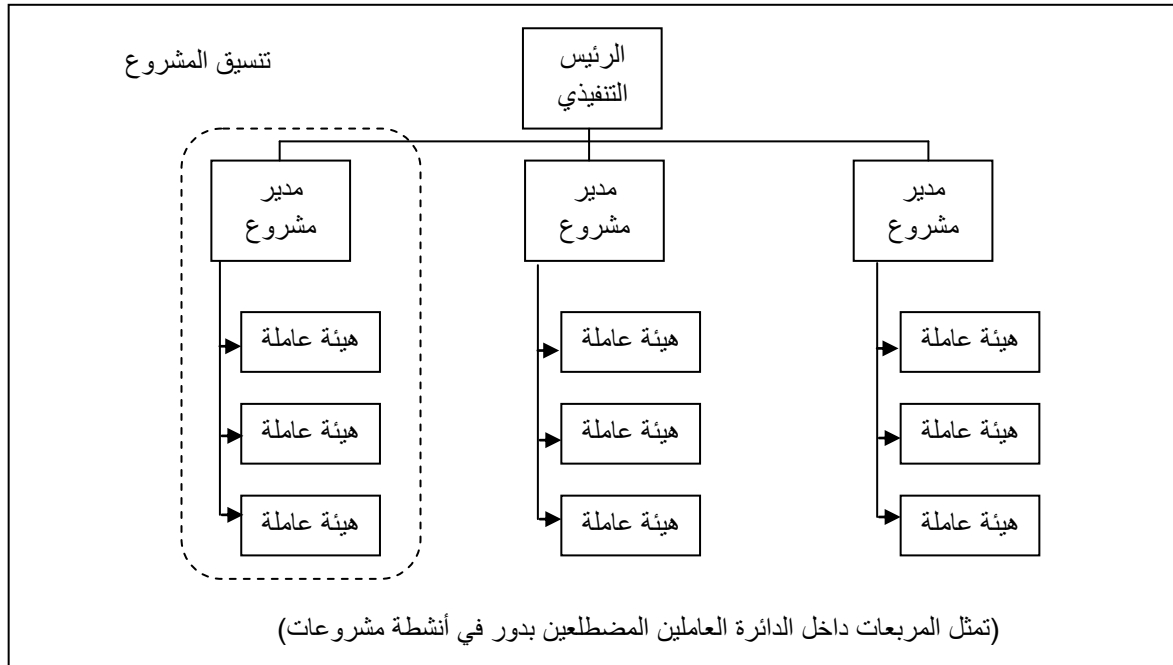 تنسيق المشروع
الرئيس
التنفيذي
مدير
مشروع
مدير
مشروع
مدير
مشروع
هيئة عاملة
هيئة عاملة
هيئة عاملة
هيئة عاملة
هيئة عاملة
هيئة عاملة
هيئة عاملة
هيئة عاملة
هيئة عاملة
(تمثل المربعات داخل الدائرة العاملين المضطلعين بدور في أنشطة مشروعات)